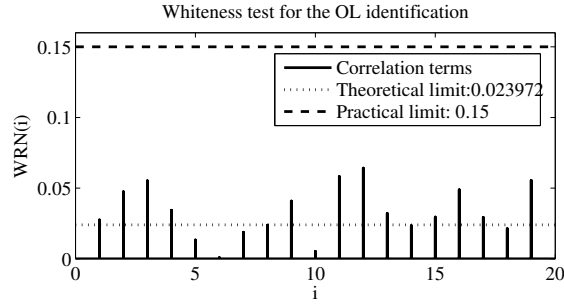 Whiteness test for the OL identification
WRN(i)
0.15
0.1
0.05
0
Correlation terms
Theoretical limit:0.023972
Practical limit: 0.15
0 5 10 15 20
i